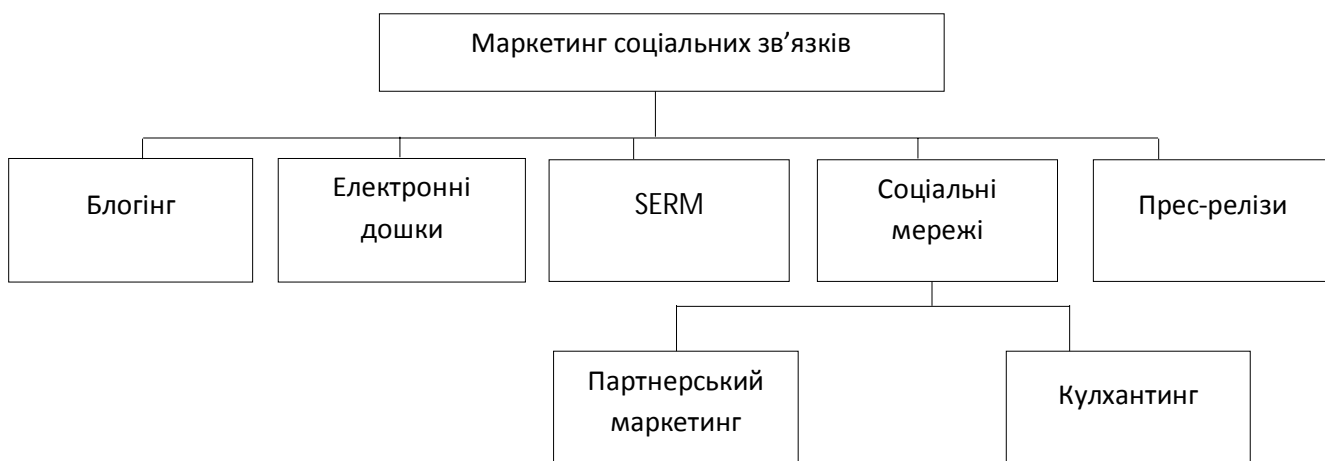 Маркетинг соціальних зв’язків
Блогінг
Електронні
дошки
SERM
Соціальні
мережі
Прес-релізи
Партнерський
маркетинг
Кулхантинг